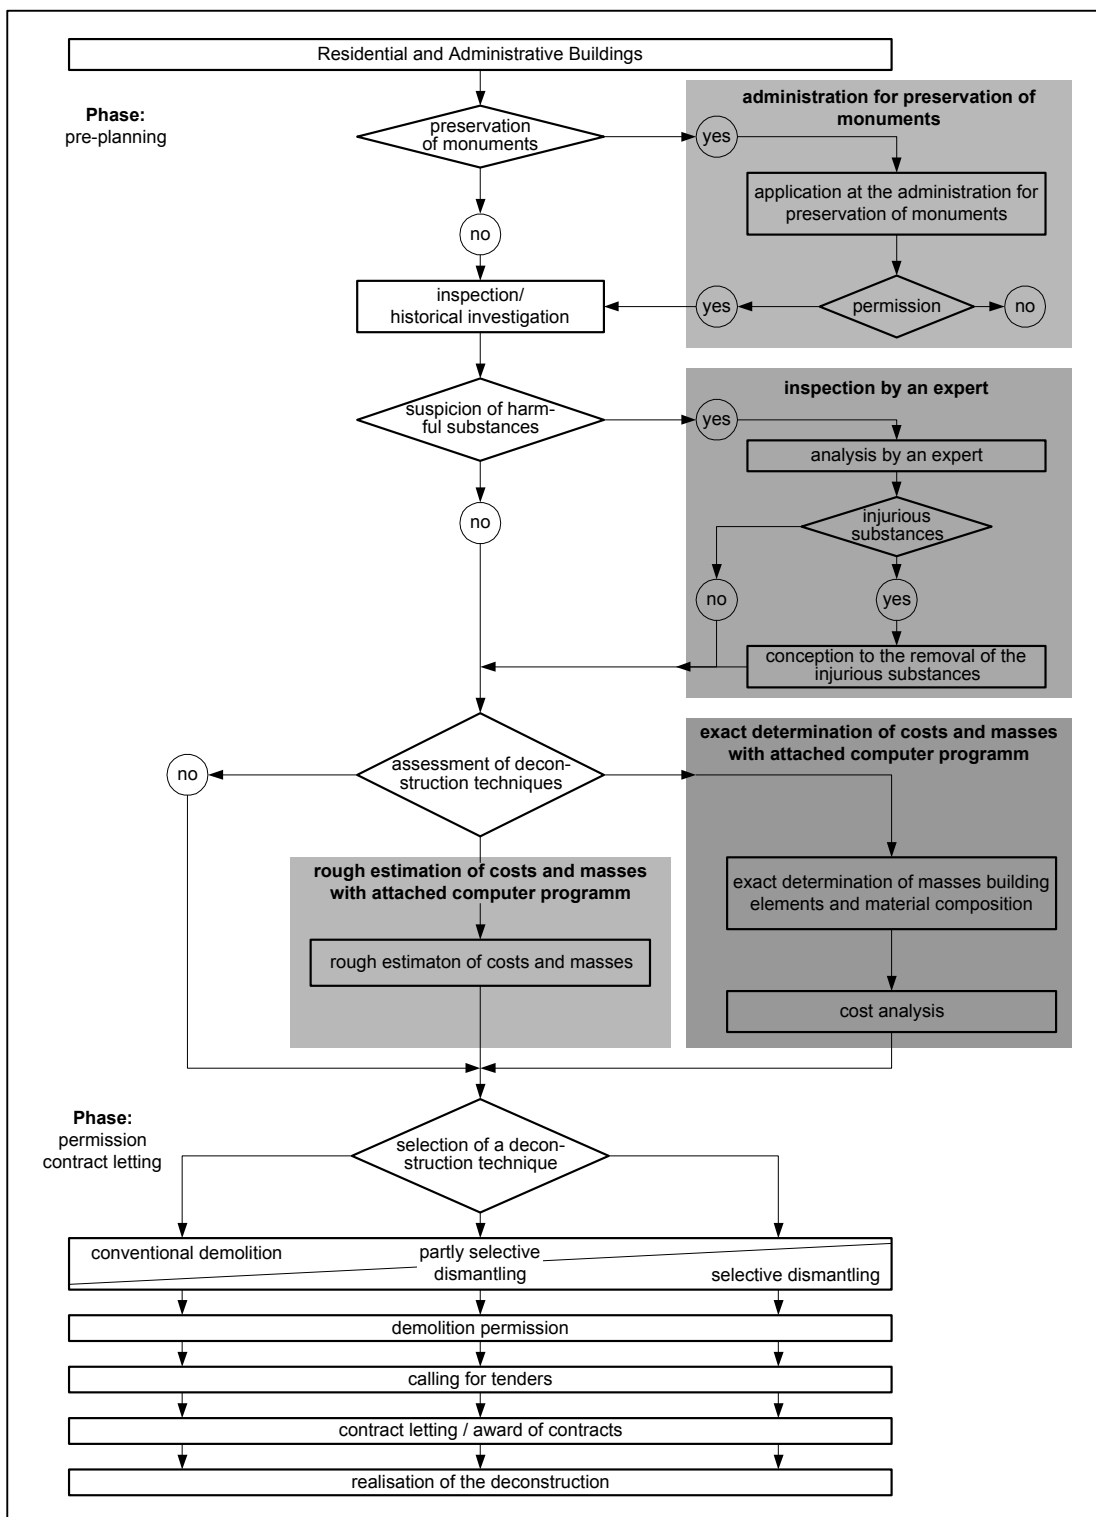 Residential and Administrative Buildings
Phase:
pre-planning
preservation
of monuments
administration for preservation of
monuments
yes
application at the administration for
preservation of monuments
no
inspection/
historical investigation
yes
permission
no
suspicion of harm-
ful substances
inspection by an expert
yes
analysis by an expert
no
injurious
substances
no
yes
conception to the removal of the
injurious substances
no
assessment of decon-
struction techniques
exact determination of costs and masses
with attached computer programm
rough estimation of costs and masses
with attached computer programm
exact determination of masses building
elements and material composition
rough estimaton of costs and masses
cost analysis
Phase:
permission
contract letting
selection of a decon-
struction technique
conventional demolition
partly selective
dismantling
selective dismantling
demolition permission
calling for tenders
contract letting / award of contracts
realisation of the deconstruction